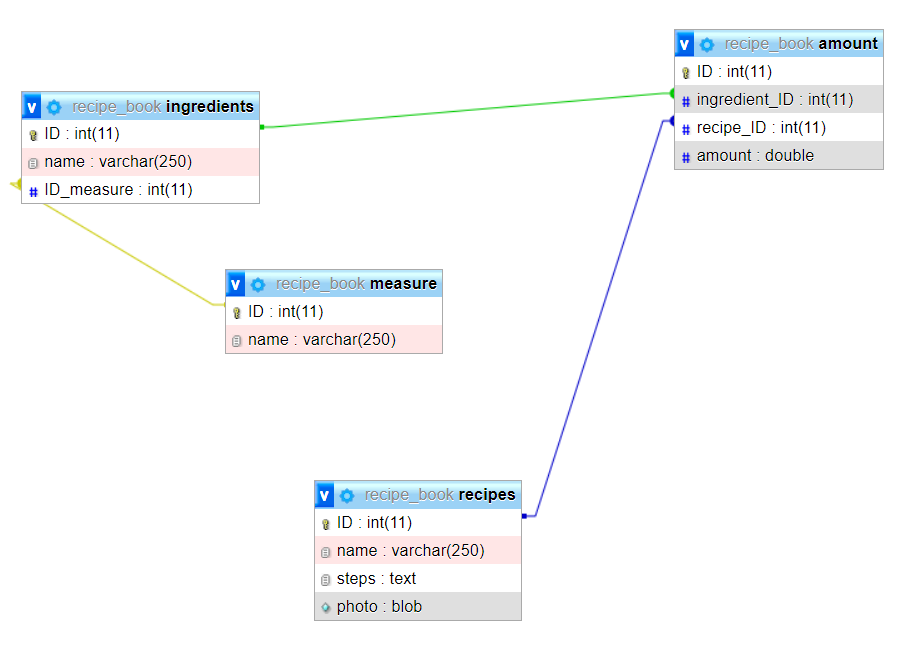 v recipe_book amount
ID : int(11)
ingredient_ID : int(11)
recipe_ID : int(11)
amount : double
v recipe_book ingredients
ID : int(11)
name : varchar(250)
ID_measure : int(11)
v recipe_book measure
ID : int(11)
name : varchar(250)
v recipe_book recipes
ID : int(11)
name : varchar(250)
steps : text
photo : blob